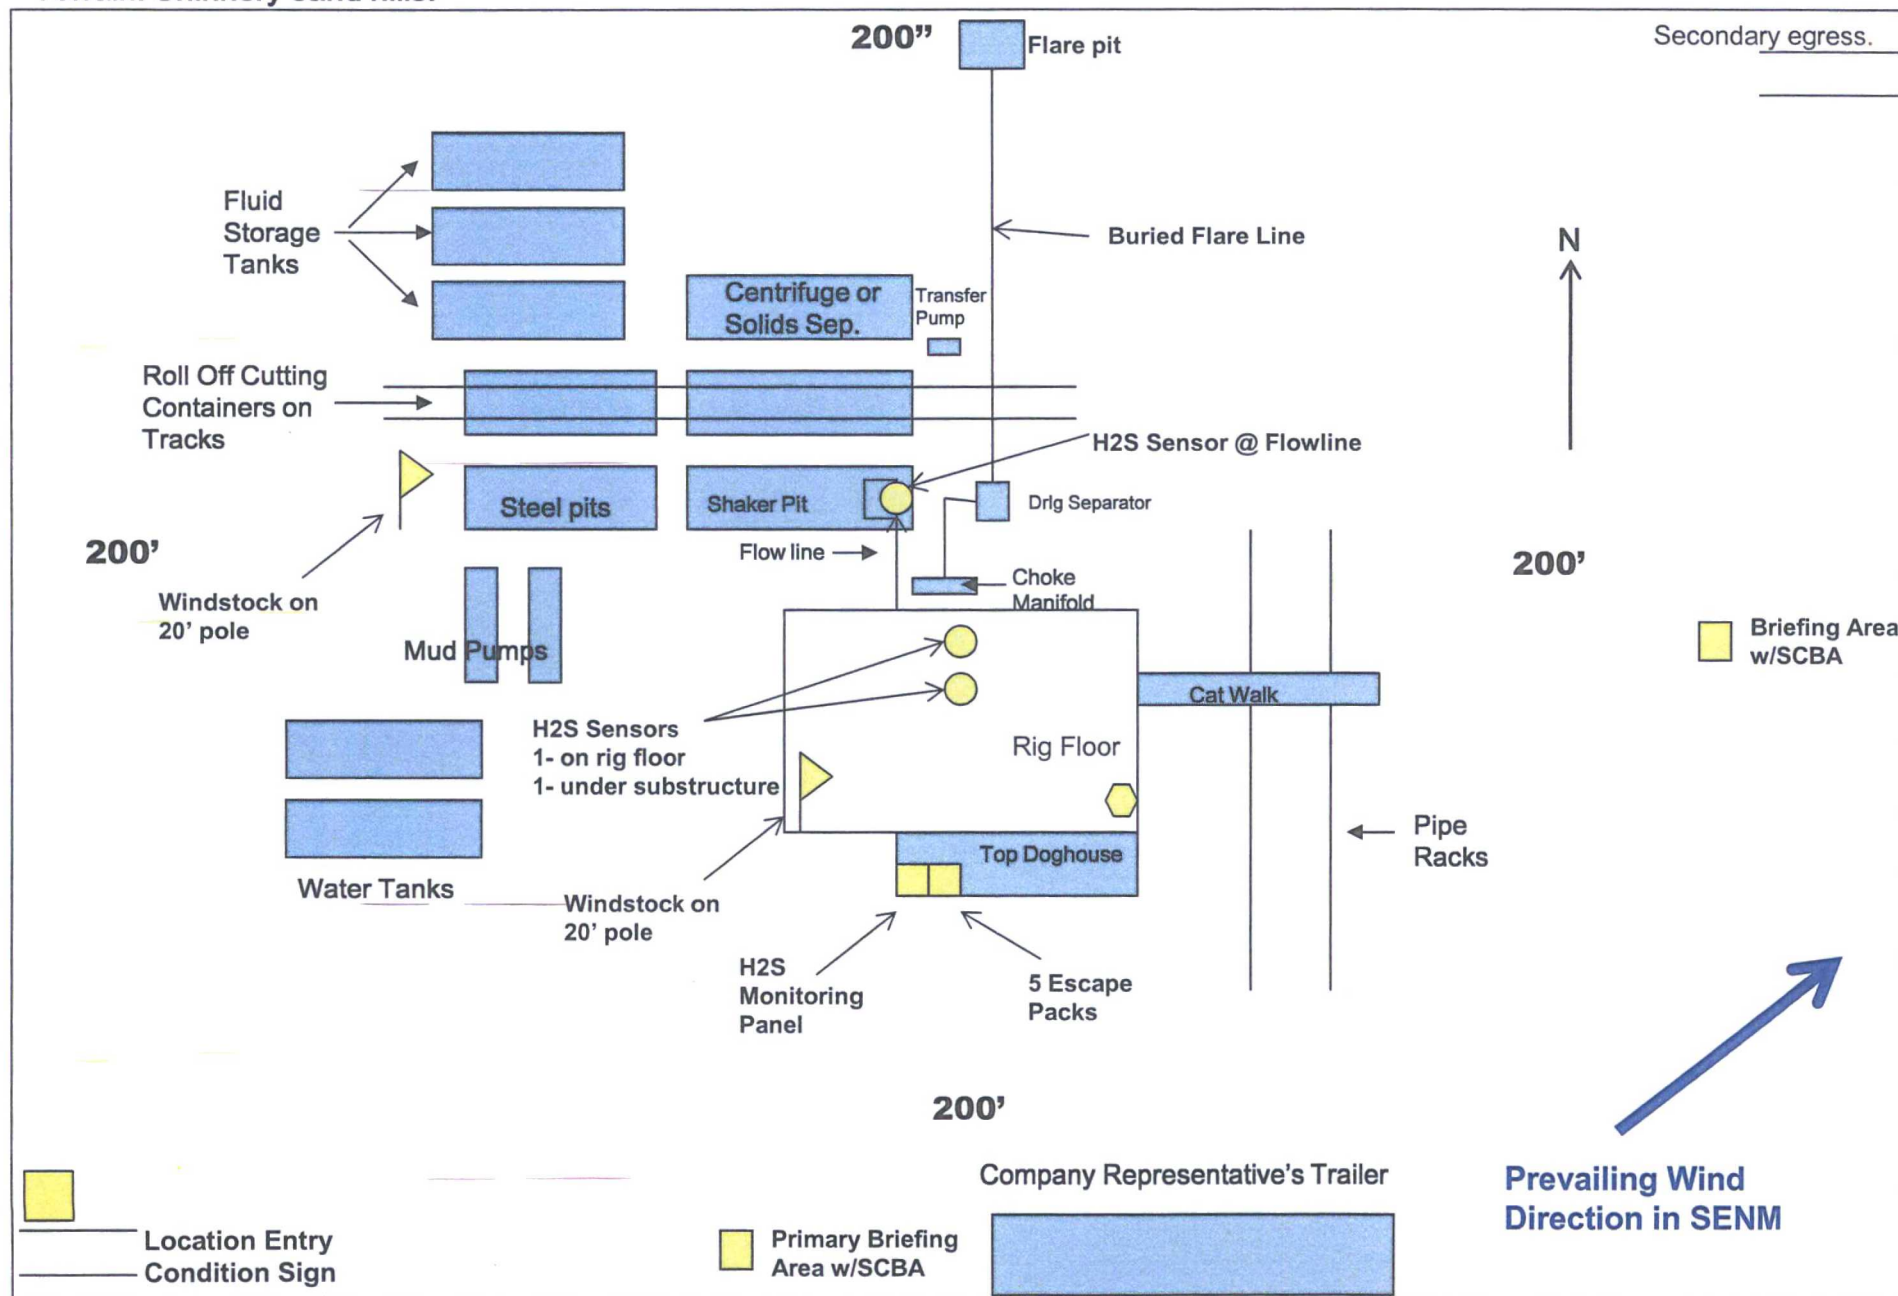 200”
Flare pit
Secondary egress.
Fluid
Storage
Tanks
Buried Flare Line
N
Centrifuge or
Solids Sep.
Transfer
Pump
Roll Off Cutting
Containers on
Tracks
H2S Sensor @ Flowline
Steel pits
Shaker Pit
Drlg Separator
200’
Flow line
200’
Windstock on
20’ pole
Choke
Manifold
Mud Pumps
Briefing Area
w/SCBA
Cat Walk
H2S Sensors
1- on rig floor
1- under substructure
Rig Floor
Pipe
Racks
Top Doghouse
Water Tanks
Windstock on
20’ pole
H2S
Monitoring
Panel
5 Escape
Packs
200’
Company Representative’s Trailer
Prevailing Wind
Direction in SENM
Location Entry
Condition Sign
Primary Briefing
Area w/SCBA